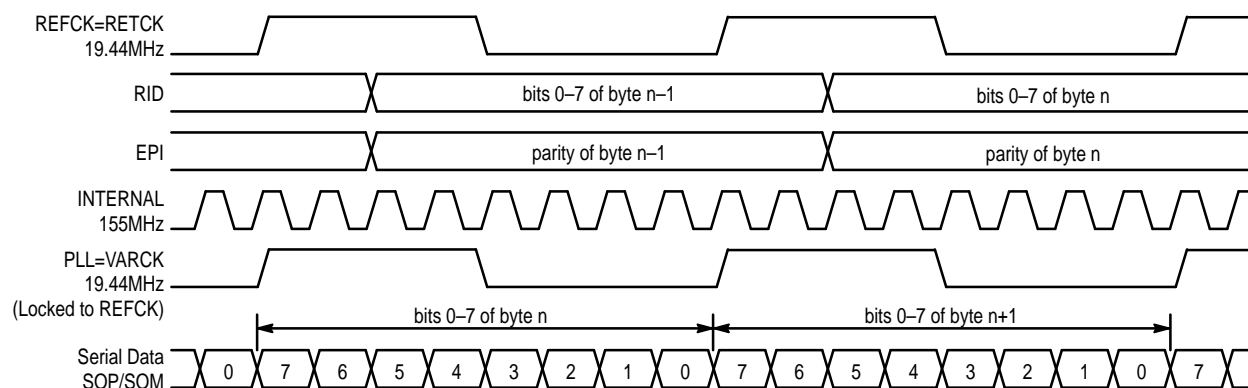 REFCK=RETCK
19.44MHz
RID
bits 0–7 of byte n–1
bits 0–7 of byte n
EPI
parity of byte n–1
parity of byte n
INTERNAL
155MHz
PLL=VARCK
19.44MHz
(Locked to REFCK)
bits 0–7 of byte n
bits 0–7 of byte n+1
Serial Data
SOP/SOM
0 7 6 5 4 3 2 1 0 7 6 5 4 3 2 1 0 7